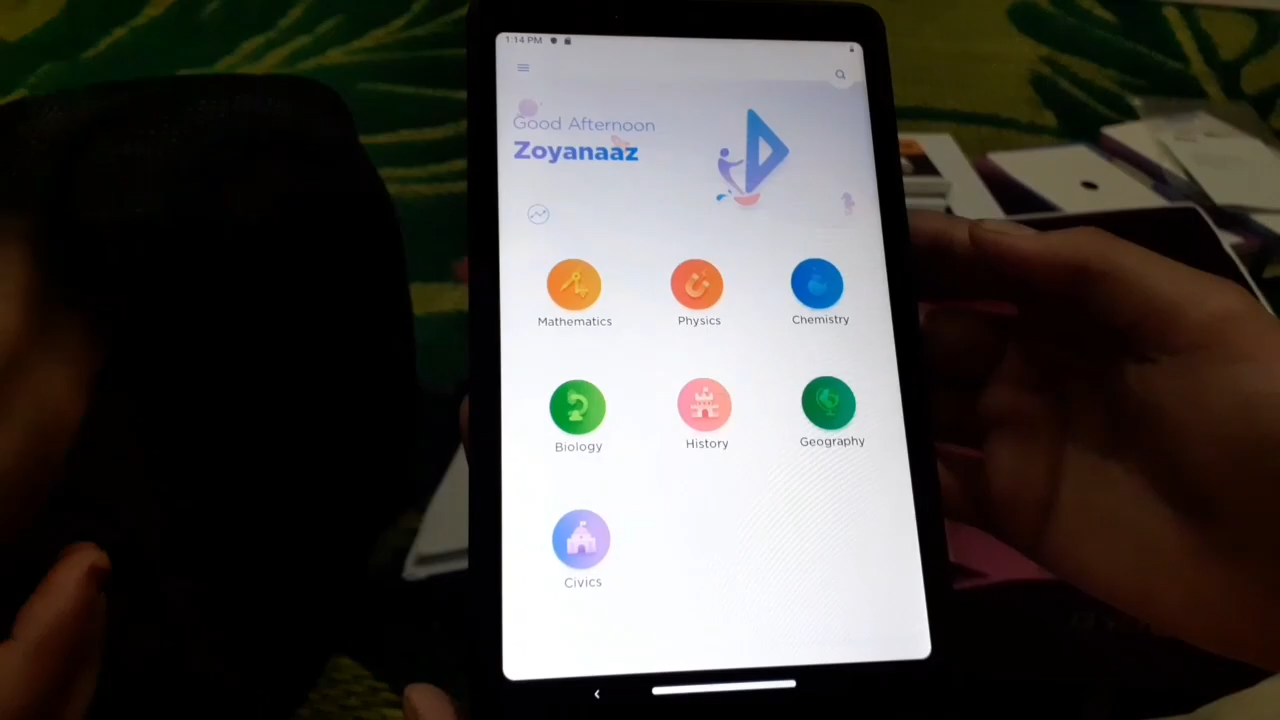 1:14 PM
Good Afternoon
Zoyanaaz
Mathematics
Physics
Chemistry
Biology
History
Geography
Civics